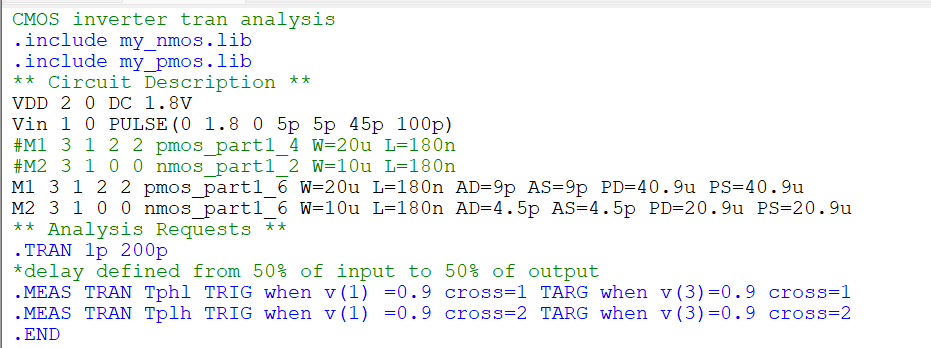 CMOS inverter tran analysis
.include my_nmos.lib
.include my_pmos.lib
** Circuit Description **
VDD 2 0 DC 1.8V
Vin 1 0 PULSE(0 1.8 0 5p 5p 45p 100p)
#M1 3 1 2 2 pmos_part1_4 W=20u L=180n
#M2 3 1 0 0 nmos_part1_2 W=10u L=180n
M1 3 1 2 2 pmos_part1_6 W=20u L=180n AD=9p AS=9p PD=40.9u PS=40.9u
M2 3 1 0 0 nmos_part1_6 W=10u L=180n AD=4.5p AS=4.5p PD=20.9u PS=20.9u
** Analysis Requests **
.TRAN 1p 200p
*delay defined from 50% of input to 50% of output
.MEAS TRAN Tphl TRIG when v(1) =0.9 cross=1 TARG when v(3)=0.9 cross=1
.MEAS TRAN Tplh TRIG when v(1) =0.9 cross=2 TARG when v(3)=0.9 cross=2
.END